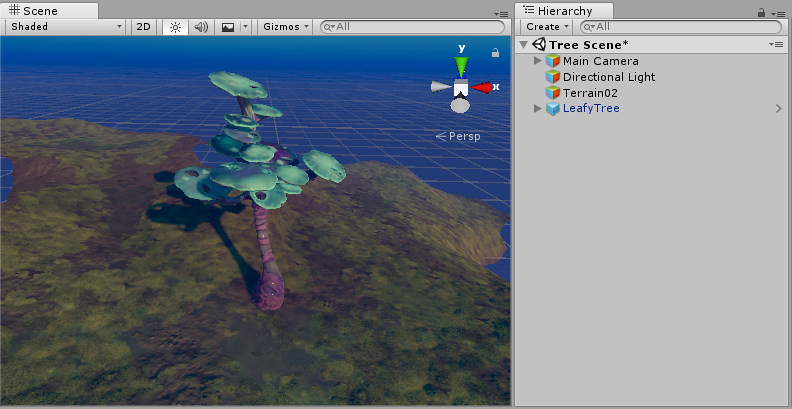 Scene
Shaded 2D Gizmos All
y
x
Persp
Hierarchy
Create All
Tree Scene*
Main Camera
Directional Light
Terrain02
LeafyTree